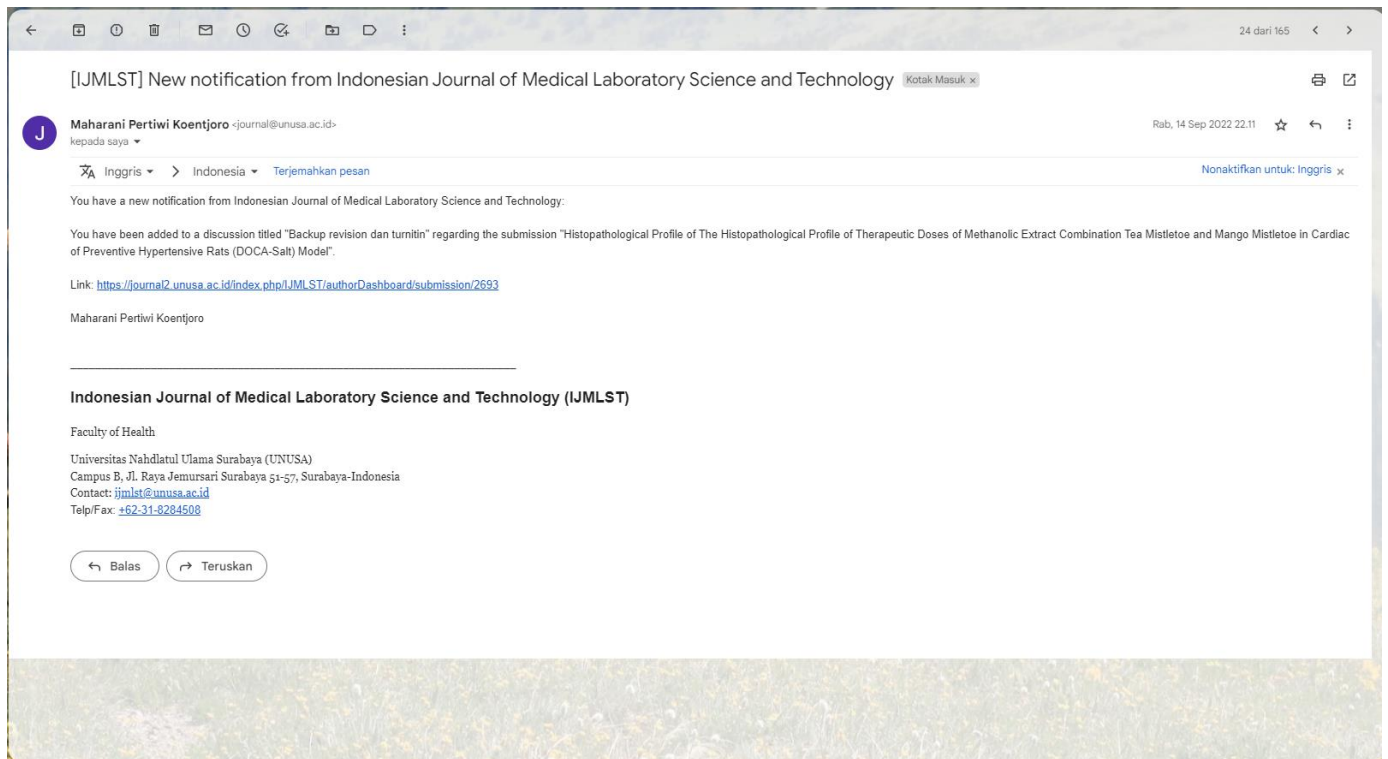 24 dari 165
[IJMLST] New notification from Indonesian Journal of Medical Laboratory Science and Technology Kotak Masuk x
J
Maharani Pertiwi Koentjoro <journal@unusa.ac.id>
Rab, 14 Sep 2022 22.11
kepada saya
Inggris > Indonesia Terjemahkan pesan
Nonaktifkan untuk: Inggris x
You have a new notification from Indonesian Journal of Medical Laboratory Science and Technology:
You have been added to a discussion titled "Backup revision dan turnitin" regarding the submission "Histopathological Profile of The Histopathological Profile of Therapeutic Doses of Methanolic Extract Combination Tea Mistletoe and Mango Mistletoe in Cardiac
of Preventive Hypertensive Rats (DOCA-Salt) Model".
Link: https://journal2.unusa.ac.id/index.php/IJMLST/authorDashboard/submission/2693
Maharani Pertiwi Koentjoro
Indonesian Journal of Medical Laboratory Science and Technology (IJMLST)
Faculty of Health
Universitas Nahdlatul Ulama Surabaya (UNUSA)
Campus B, Jl. Raya Jemursari Surabaya 51-57, Surabaya-Indonesia
Contact: ijmlst@unusa.ac.id
Telp/Fax: +62-31-8284508
Balas
Teruskan